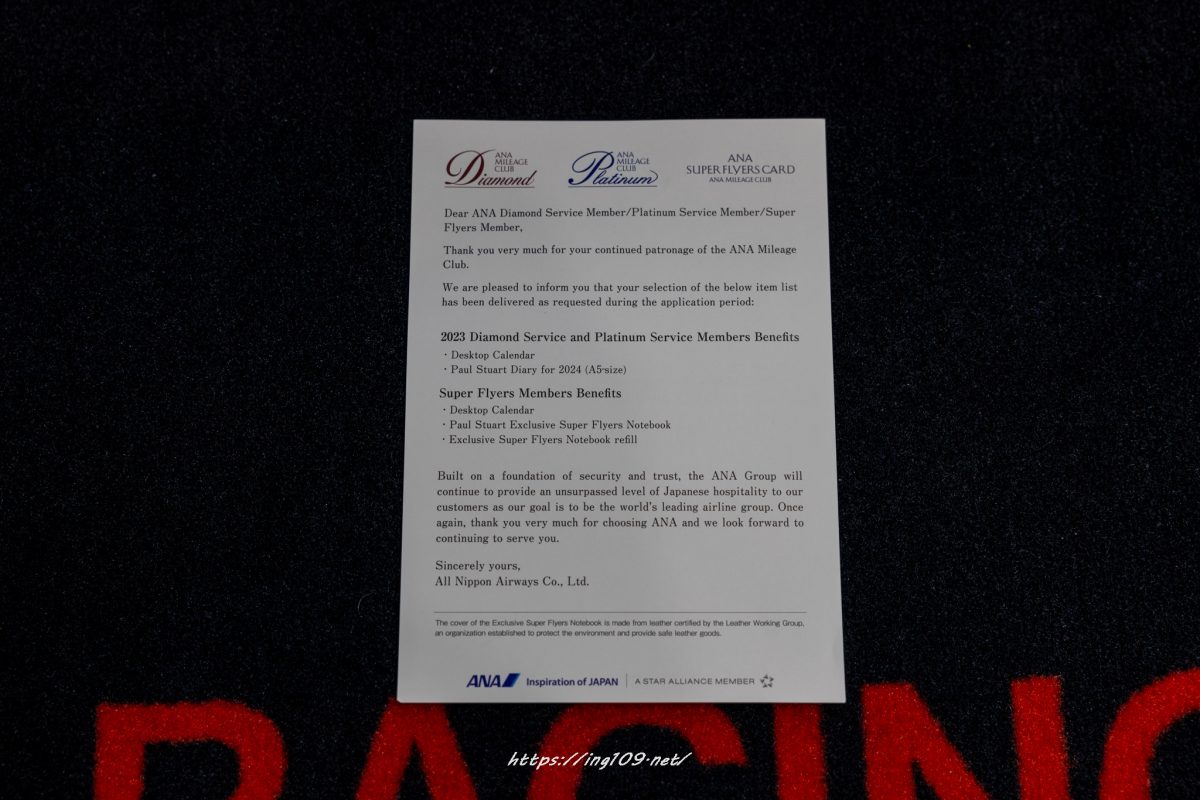 ANA
MILEAGE
CLUB
Diamond
ANA
MILEAGE
CLUB
Platinum
ANA
SUPER FLYERS CARD
ANA MILEAGE CLUB
Dear ANA Diamond Service Member/Platinum Service Member/Super
Flyers Member,
Thank you very much for your continued patronage of the ANA Mileage
Club.
We are pleased to inform you that your selection of the below item list
has been delivered as requested during the application period:
2023 Diamond Service and Platinum Service Members Benefits
・Desktop Calendar
・Paul Stuart Diary for 2024 (A5-size)
Super Flyers Members Benefits
・Desktop Calendar
・Paul Stuart Exclusive Super Flyers Notebook
・Exclusive Super Flyers Notebook refill
Built on a foundation of security and trust, the ANA Group will
continue to provide an unsurpassed level of Japanese hospitality to our
customers as our goal is to be the world's leading airline group. Once
again, thank you very much for choosing ANA and we look forward to
continuing to serve you.
Sincerely yours,
All Nippon Airways Co., Ltd.
The cover of the Exclusive Super Flyers Notebook is made from leather certified by the Leather Working Group,
an organization established to protect the environment and provide safe leather goods.
ANA Inspiration of JAPAN | A STAR ALLIANCE MEMBER
RACING
https://ing109.net/